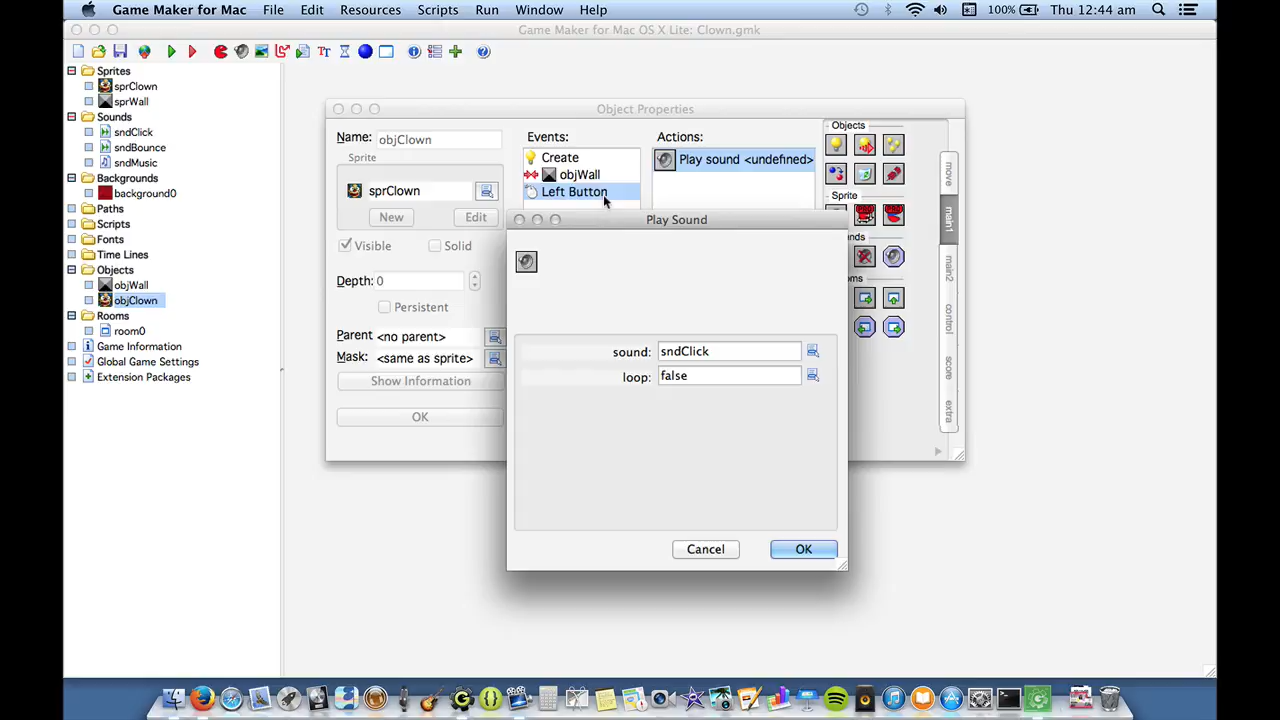 Game Maker for Mac File Edit Resources Scripts Run Window Help 100% Thu 12:44 am
Game Maker for Mac OS X Lite: Clown.gmk
Sprites
sprClown
sprWall
Sounds
sndClick
sndBounce
sndMusic
Backgrounds
background0
Paths
Scripts
Fonts
Time Lines
Objects
objWall
objClown
Rooms
room0
Game Information
Global Game Settings
Extension Packages
Object Properties
Name: objClown
Sprite
sprClown
New Edit
Visible Solid
Depth: 0
Persistent
Parent <no parent>
Mask: <same as sprite>
Show Information
OK
Events:
Create
objWall
Left Button
Actions:
Play sound <undefined>
Objects
Sprite
nds
ms
move
main1
main2
control
score
extra
Play Sound
sound: sndClick
loop: false
Cancel OK